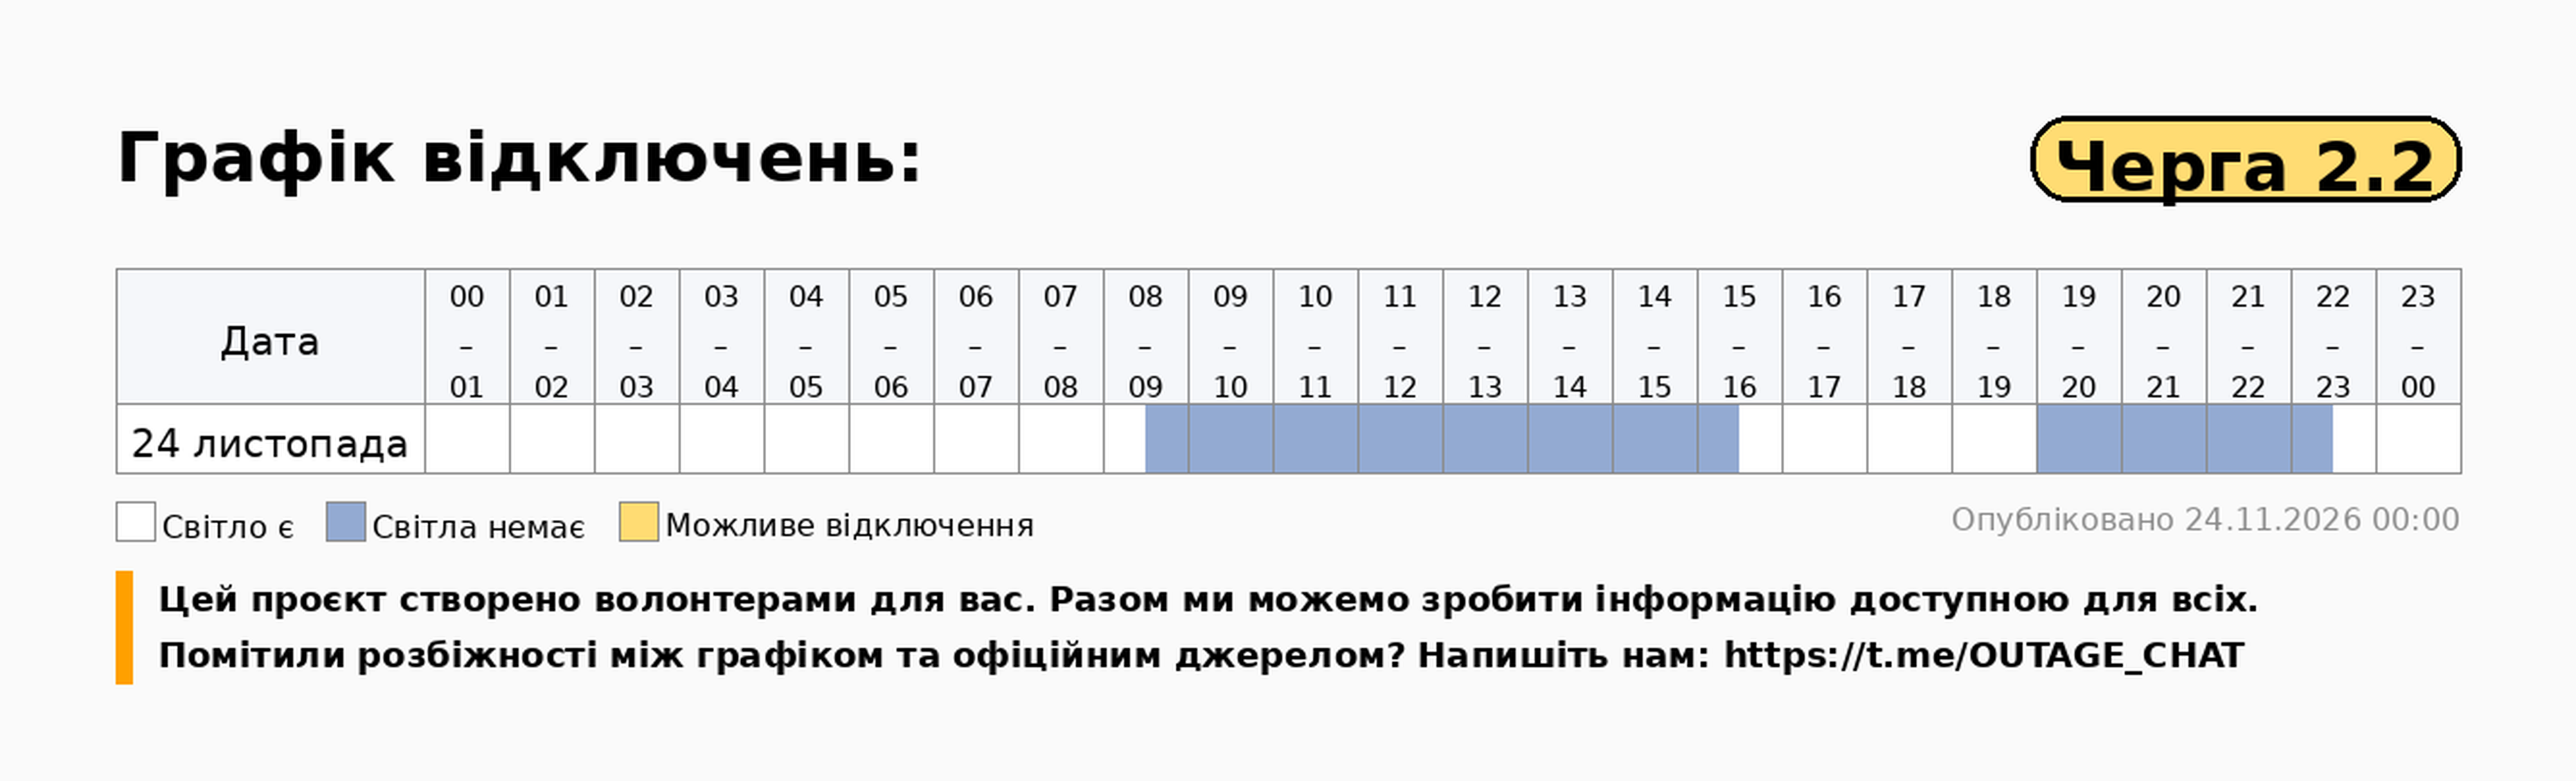 Графік відключень:
Черга 2.2
Дата 00 – 01 01 – 02 02 – 03 03 – 04 04 – 05 05 – 06 06 – 07 07 – 08 08 – 09 09 – 10 10 – 11 11 – 12 12 – 13 13 – 14 14 – 15 15 – 16 16 – 17 17 – 18 18 – 19 19 – 20 20 – 21 21 – 22 22 – 23 23 – 00
24 листопада
Світло є Світла немає Можливе відключення
Опубліковано 24.11.2026 00:00
Цей проєкт створено волонтерами для вас. Разом ми можемо зробити інформацію доступною для всіх.
Помітили розбіжності між графіком та офіційним джерелом? Напишіть нам: https://t.me/OUTAGE_CHAT